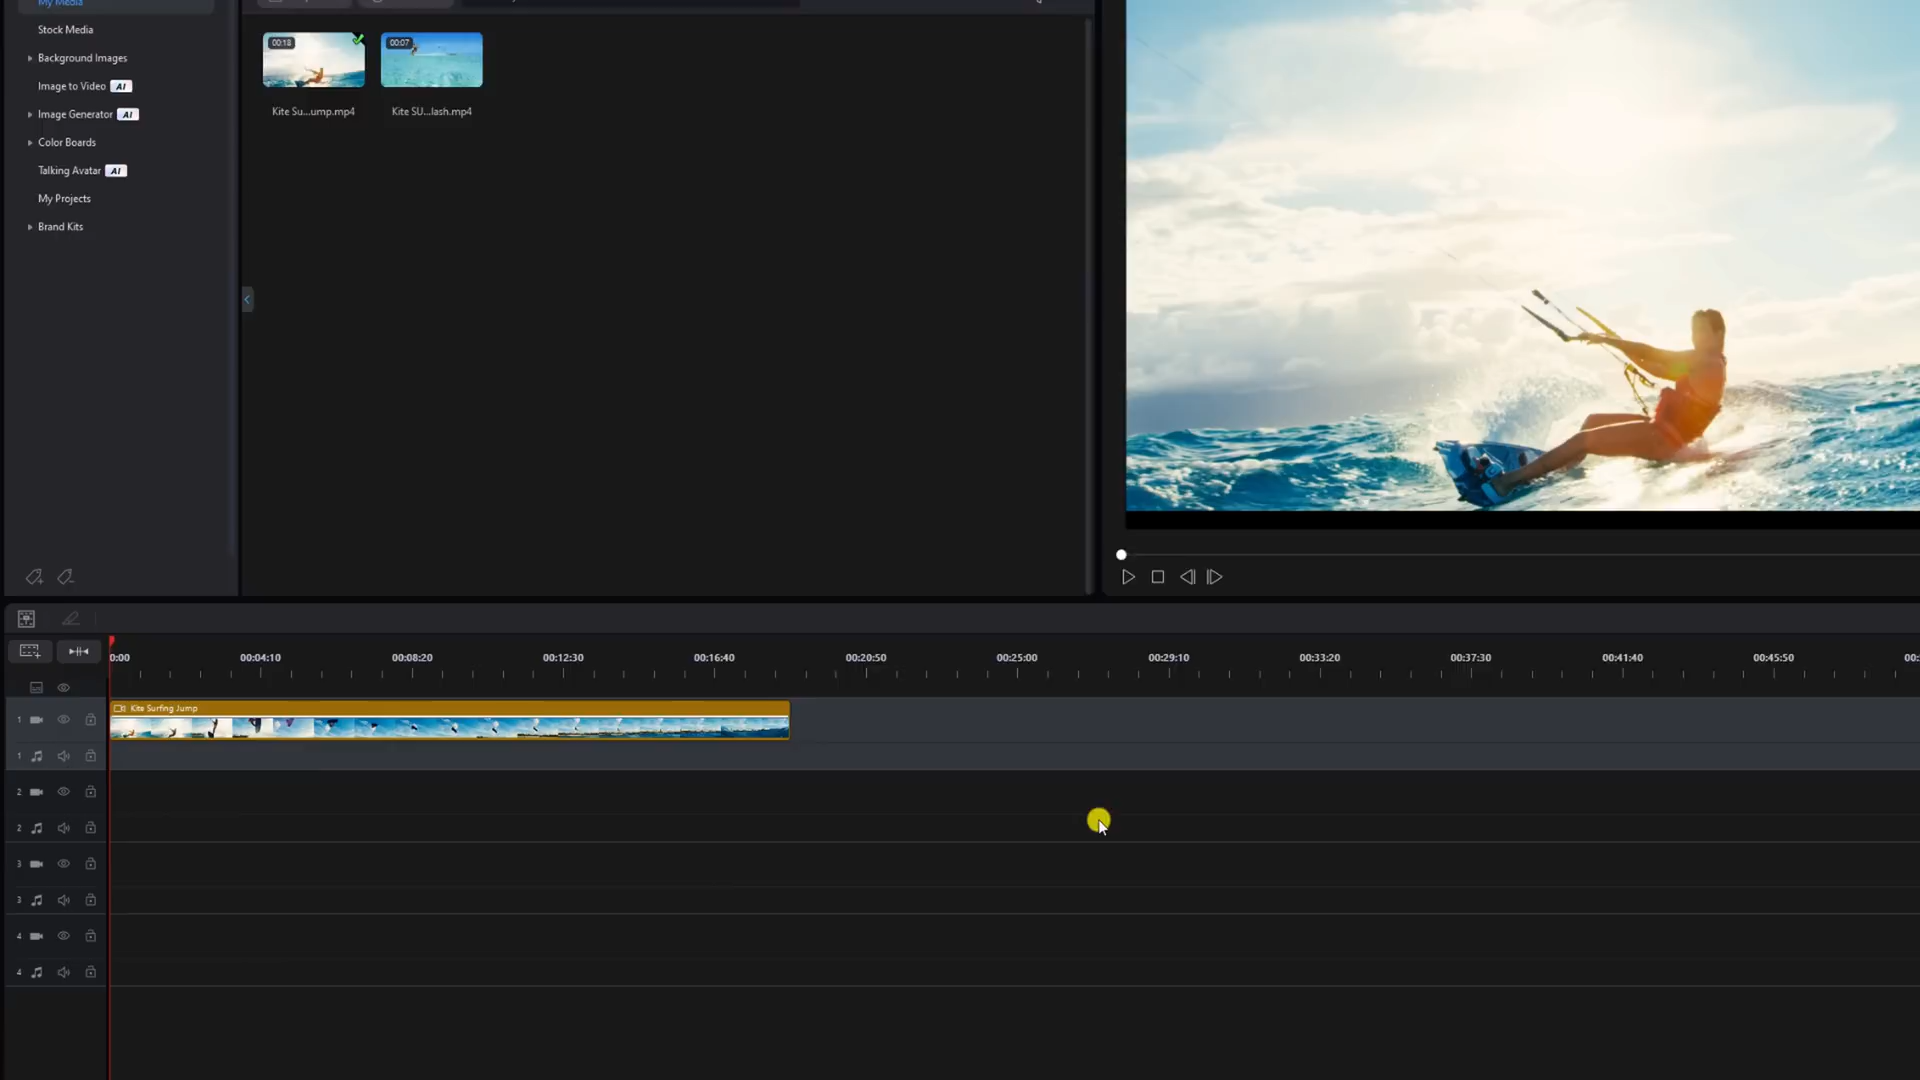 My Media
Stock Media
Background Images
Image to Video AI
Image Generator AI
Color Boards
Talking Avatar AI
My Projects
Brand Kits
00:18
00:07
Kite Su...ump.mp4
Kite SU...lash.mp4
0:00 00:04:10 00:08:20 00:12:30 00:16:40 00:20:50 00:25:00 00:29:10 00:33:20 00:37:30 00:41:40 00:45:50
Kite Surfing Jump
1
1
2
2
3
3
4
4